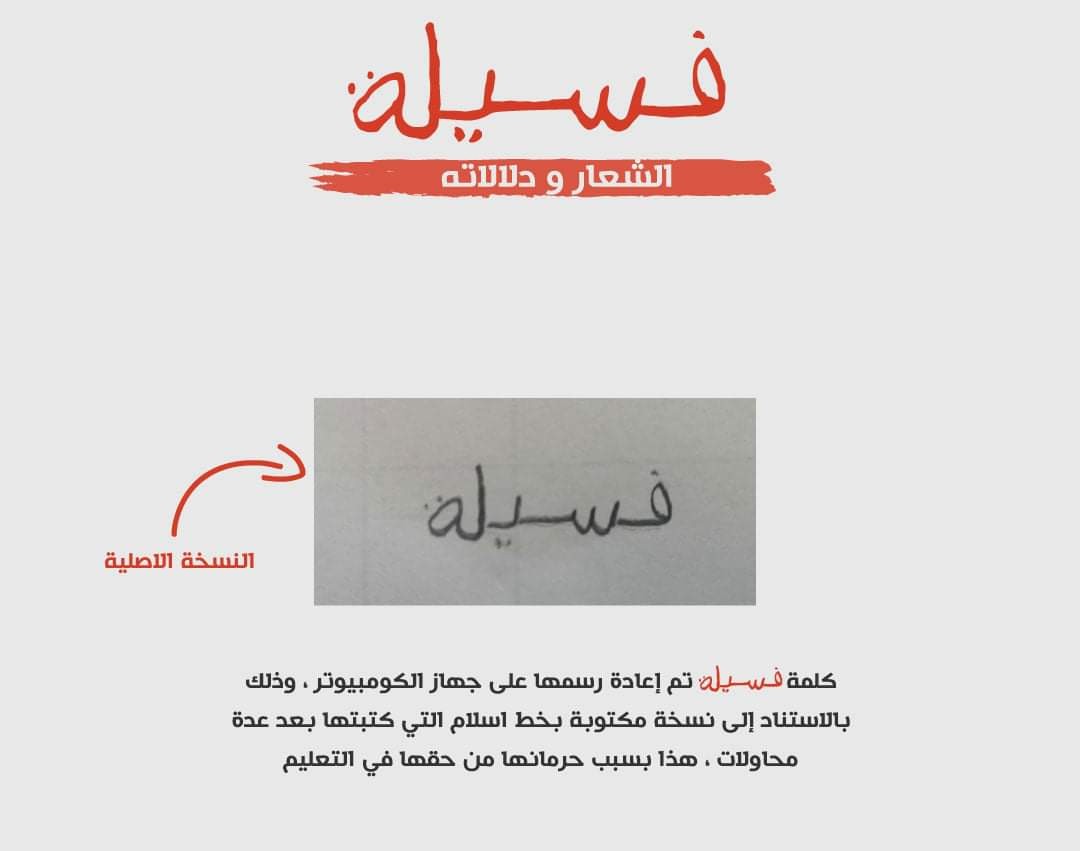 فسيلة
الشعار و دلالاته
فسيلة
النسخة الاصلية
كلمة فسيلة تم إعادة رسمها على جهاز الكومبيوتر ، وذلك
بالاستناد إلى نسخة مكتوبة بخط اسلام التي كتبتها بعد عدة
محاولات ، هذا بسبب حرمانها من حقها في التعليم